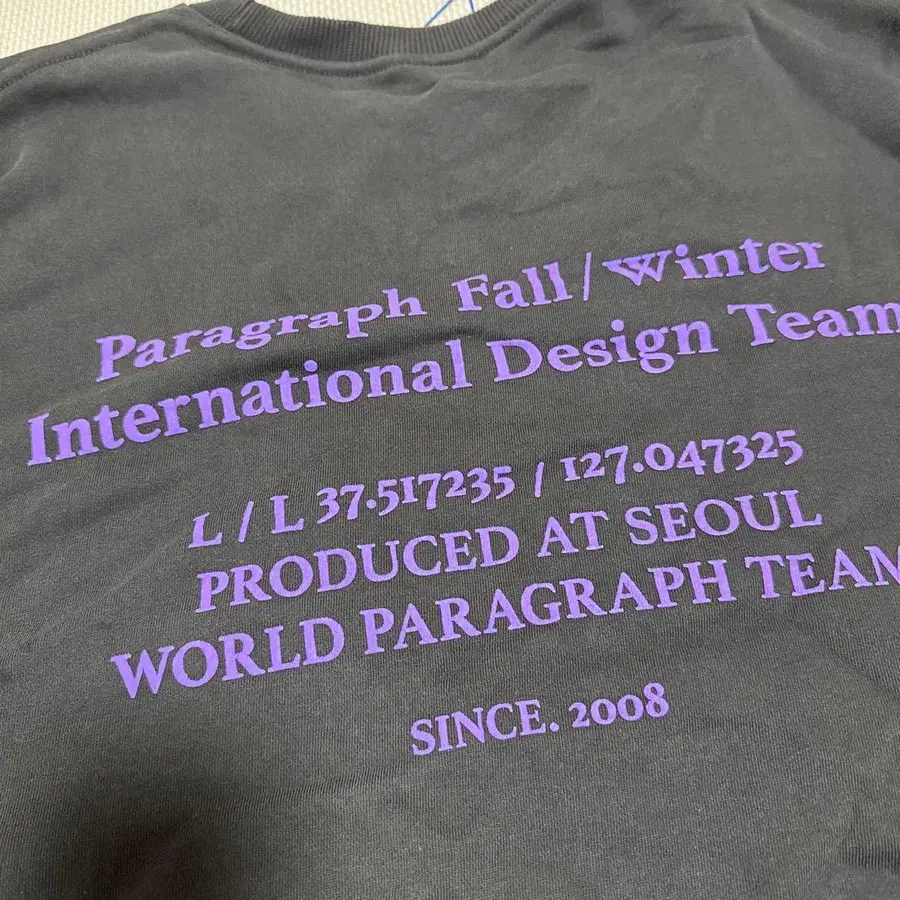 Paragraph Fall/Winter
International Design Team
L / L 37.517235 / 127.047325
PRODUCED AT SEOUL
WORLD PARAGRAPH TEAM
SINCE. 2008